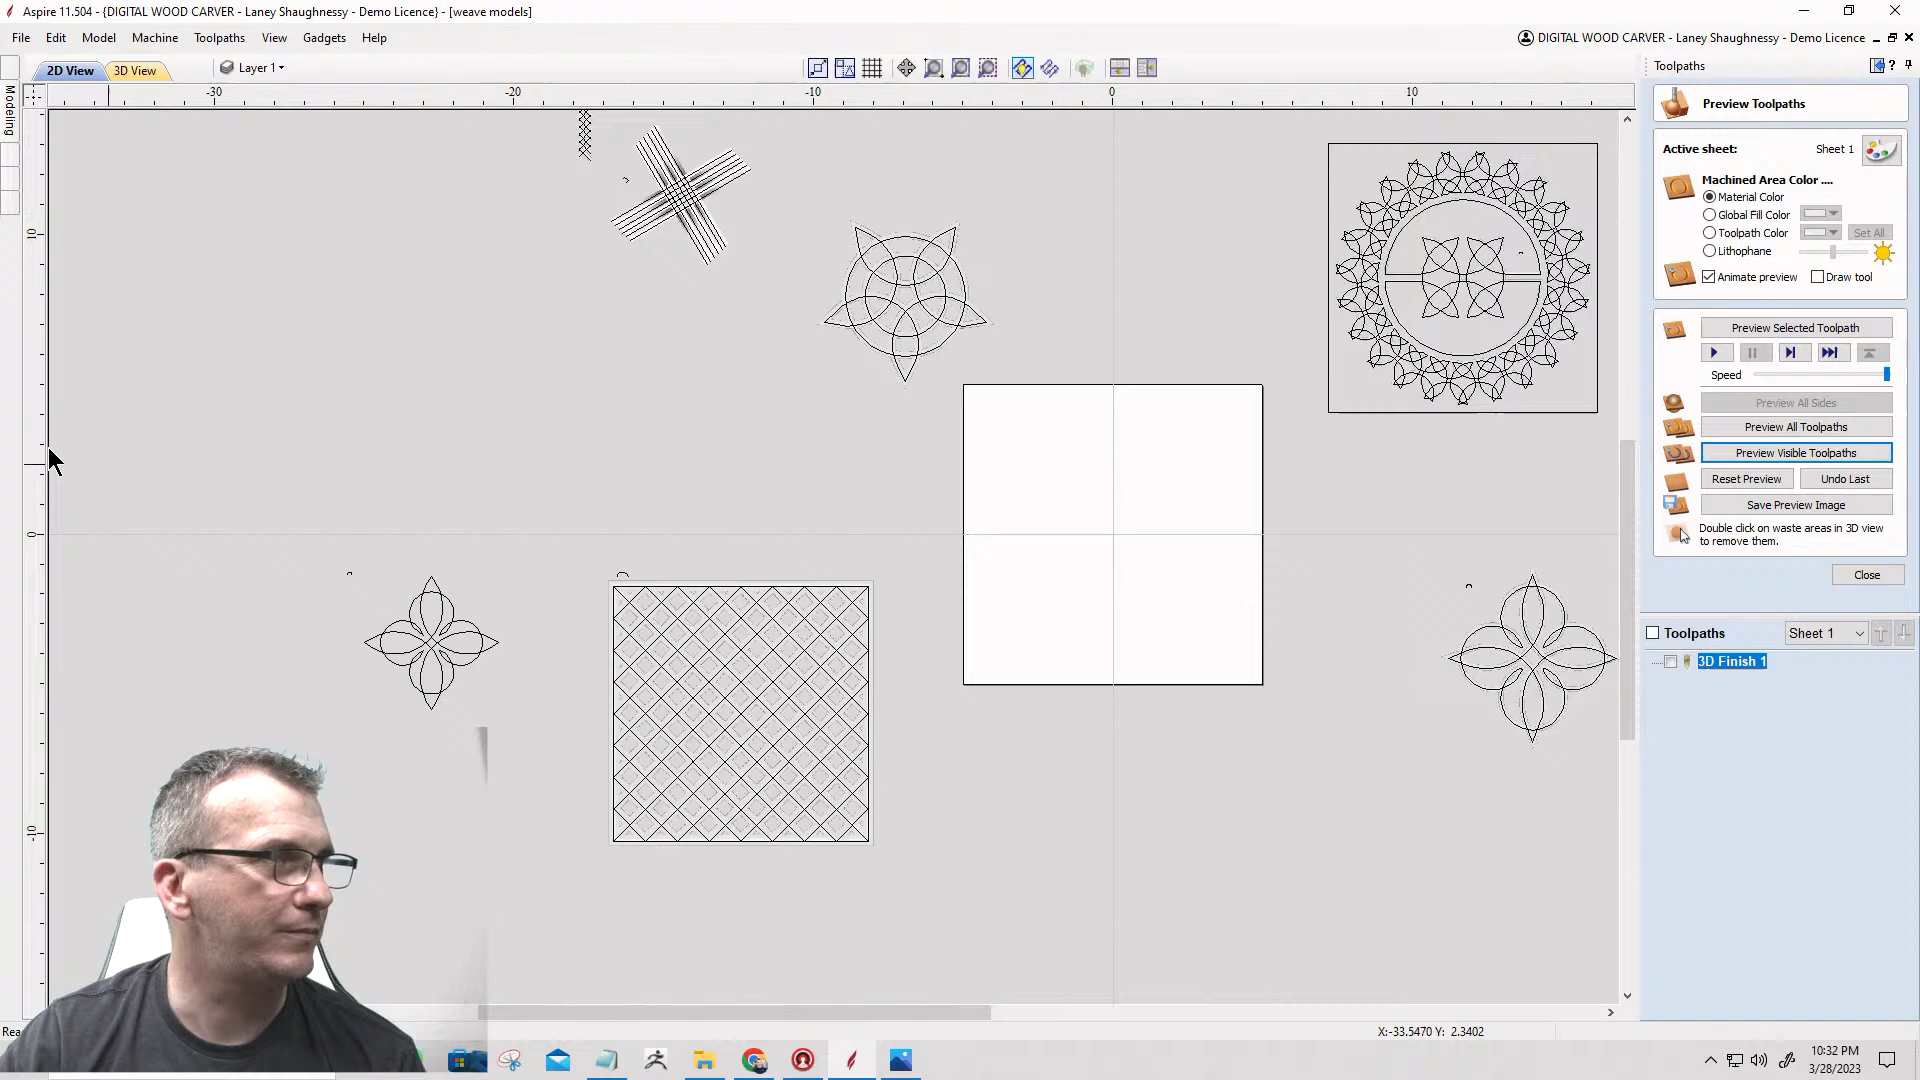 Aspire 11.504 - {DIGITAL WOOD CARVER - Laney Shaughnessy - Demo Licence} - [weave models]
File Edit Model Machine Toolpaths View Gadgets Help
DIGITAL WOOD CARVER - Laney Shaughnessy - Demo Licence
2D View 3D View Layer 1
Toolpaths
-30 -20 -10 0 10
Preview Toolpaths
Modeling
Active sheet: Sheet 1
Machined Area Color ....
Material Color
Global Fill Color
Toolpath Color Set All
Lithophane
Animate preview Draw tool
10
Preview Selected Toolpath
Speed
Preview All Sides
Preview All Toolpaths
Preview Visible Toolpaths
Reset Preview Undo Last
Save Preview Image
Double click on waste areas in 3D view
to remove them.
0
Close
Toolpaths Sheet 1
3D Finish 1
-10
X:-33.5470 Y: 2.3402
10:32 PM
3/28/2023